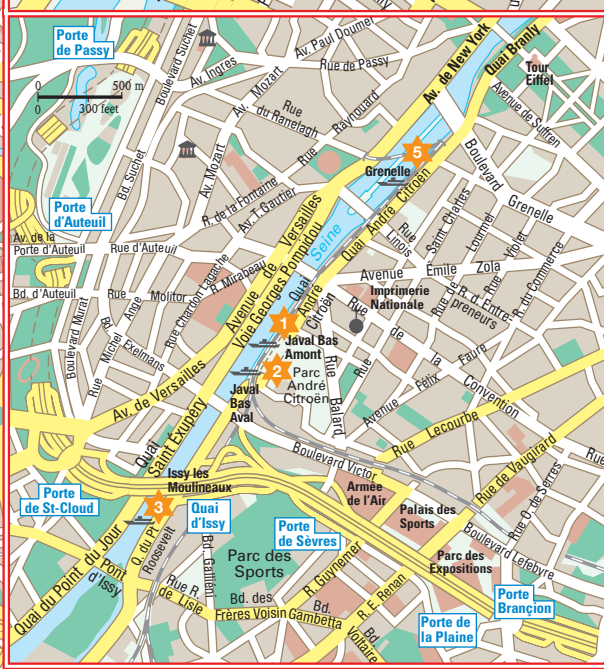 Porte
de Passy
Boulevard Suchet
Av. Ingres
Av. Paul Doumer
Rue de Passy
Av. de New York
Quai Branly
Tour
Eiffel
Avenue de Suffren
0
500 m
0
300 feet
Av. Mozart
Rue
du Ranelagh
Rue
Raynouard
5
Grenelle
Boulevard
Grenelle
Bd. Suchet
Av. Mozart
R. de la Fontaine
Av. T. Gautier
Porte
d'Auteuil
Av. de la
Porte d'Auteuil
Rue d'Auteuil
Avenue de Versailles
Voie Georges Pompidou
Seine
Quai André Citroën
Rue
Linois
Saint Charles
Rue
Lourmel
Rue Violet
R. du Commerce
Avenue Émile Zola
R. d. Entre-
preneurs
Imprimerie
Nationale
Bd. d'Auteuil
Rue
Molitor
R. Mirabeau
Rue Chardon Lagache
Boulevard Murat
Rue Michel Ange
Bd. Exelmans
Quai
André
Citroën
1
Javal Bas
Amont
2
Parc
André
Citroën
Rue
Balard
Rue
Rue de la Convention
Avenue Félix Faure
Javal
Bas
Aval
Av. de Versailles
Quai
Saint Exupéry
Boulevard Victor
Rue Lecourbe
Rue de Vaugirard
Issy les
Moulineaux
3
Porte
de St-Cloud
Quai
d'Issy
Armée
de l'Air
Palais des
Sports
Rue O. de Serres
Boulevard Lefebvre
Porte
de Sèvres
Parc des
Expositions
Quai du Point du Jour
Pont
d'Issy
Q. du Pt.
Roosevelt
Bd. Gallieni
Parc des
Sports
R. Guynemer
R. E. Renan
Rue R.
de Lisle
Bd. des
Frères Voisin
Bd.
Gambetta
Bd.
Voltaire
Porte
Brançion
Porte de
la Plaine